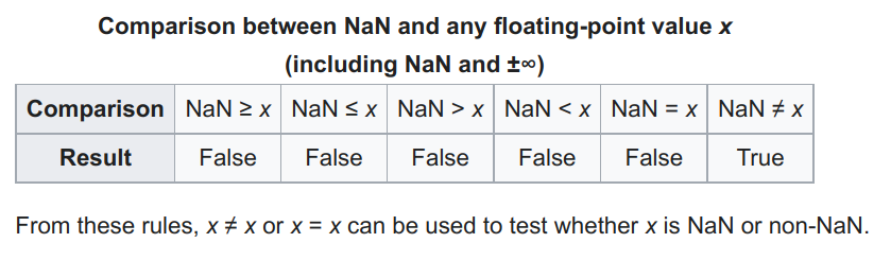 Comparison between NaN and any floating-point value x
(including NaN and ±∞)
Comparison NaN ≥ x NaN ≤ x NaN > x NaN < x NaN = x NaN ≠ x
Result False False False False False True
From these rules, x ≠ x or x = x can be used to test whether x is NaN or non-NaN.